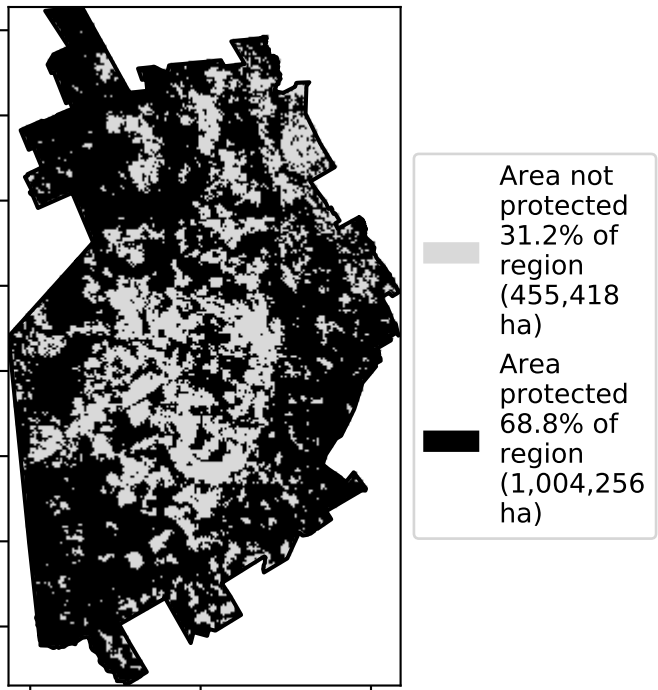 Area not
protected
31.2% of
region
(455,418
ha)
Area
protected
68.8% of
region
(1,004,256
ha)